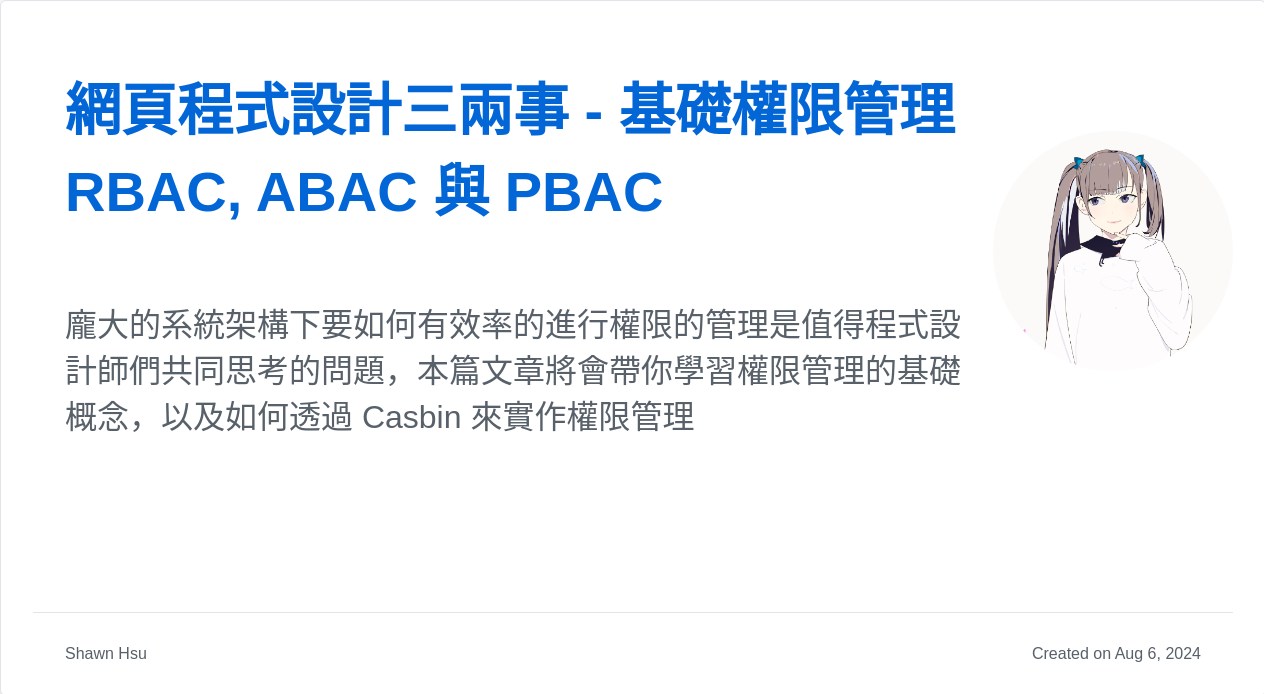 網頁程式設計三兩事 - 基礎權限管理
RBAC, ABAC 與 PBAC
龐大的系統架構下要如何有效率的進行權限的管理是值得程式設
計師們共同思考的問題，本篇文章將會帶你學習權限管理的基礎
概念，以及如何透過 Casbin 來實作權限管理
Shawn Hsu
Created on Aug 6, 2024